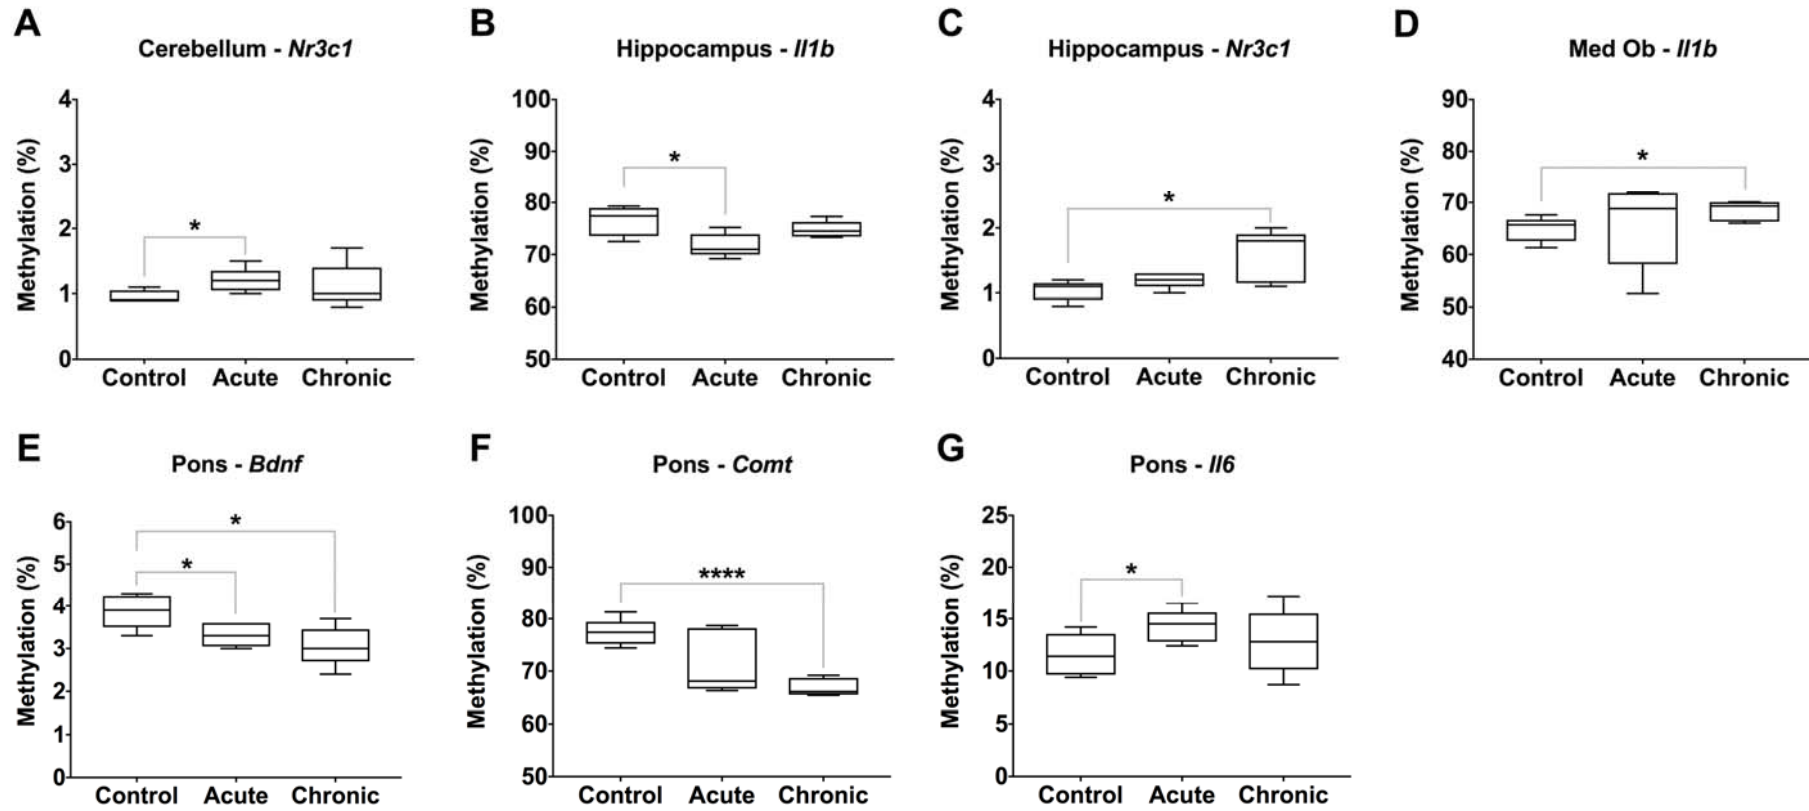 A
Cerebellum - Nr3c1
Methylation (%)
4
3
2
1
0
*
Control Acute Chronic
B
Hippocampus - Il1b
Methylation (%)
100
90
80
70
60
50
*
Control Acute Chronic
C
Hippocampus - Nr3c1
Methylation (%)
4
3
2
1
0
*
Control Acute Chronic
D
Med Ob - Il1b
Methylation (%)
90
80
70
60
50
40
*
Control Acute Chronic
E
Pons - Bdnf
Methylation (%)
6
5
4
3
2
1
0
*
*
Control Acute Chronic
F
Pons - Comt
Methylation (%)
100
90
80
70
60
50
****
Control Acute Chronic
G
Pons - Il6
Methylation (%)
25
20
15
10
5
0
*
Control Acute Chronic